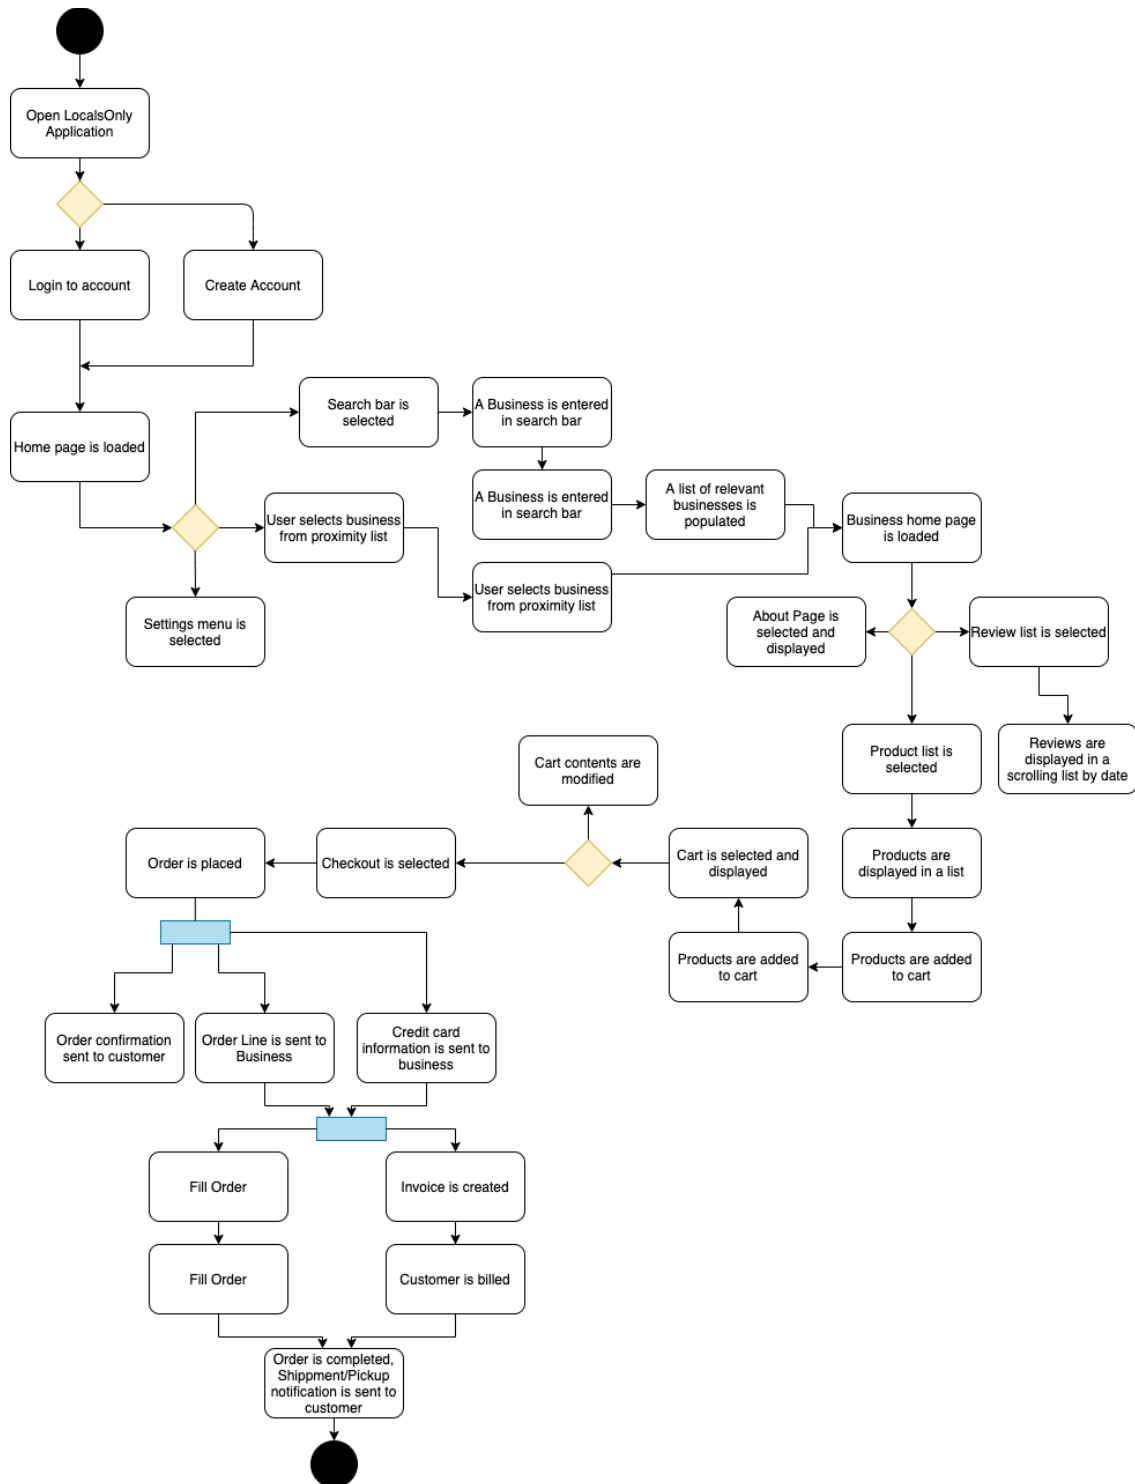 Open LocalsOnly
Application
Login to account
Create Account
Home page is loaded
Search bar is
selected
A Business is entered
in search bar
A Business is entered
in search bar
A list of relevant
businesses is
populated
User selects business
from proximity list
User selects business
from proximity list
Business home page
is loaded
Settings menu is
selected
About Page is
selected and
displayed
Review list is selected
Product list is
selected
Reviews are
displayed in a
scrolling list by date
Cart contents are
modified
Order is placed
Checkout is selected
Cart is selected and
displayed
Products are
displayed in a list
Products are added
to cart
Products are added
to cart
Order confirmation
sent to customer
Order Line is sent to
Business
Credit card
information is sent to
business
Fill Order
Invoice is created
Fill Order
Customer is billed
Order is completed,
Shippment/Pickup
notification is sent to
customer